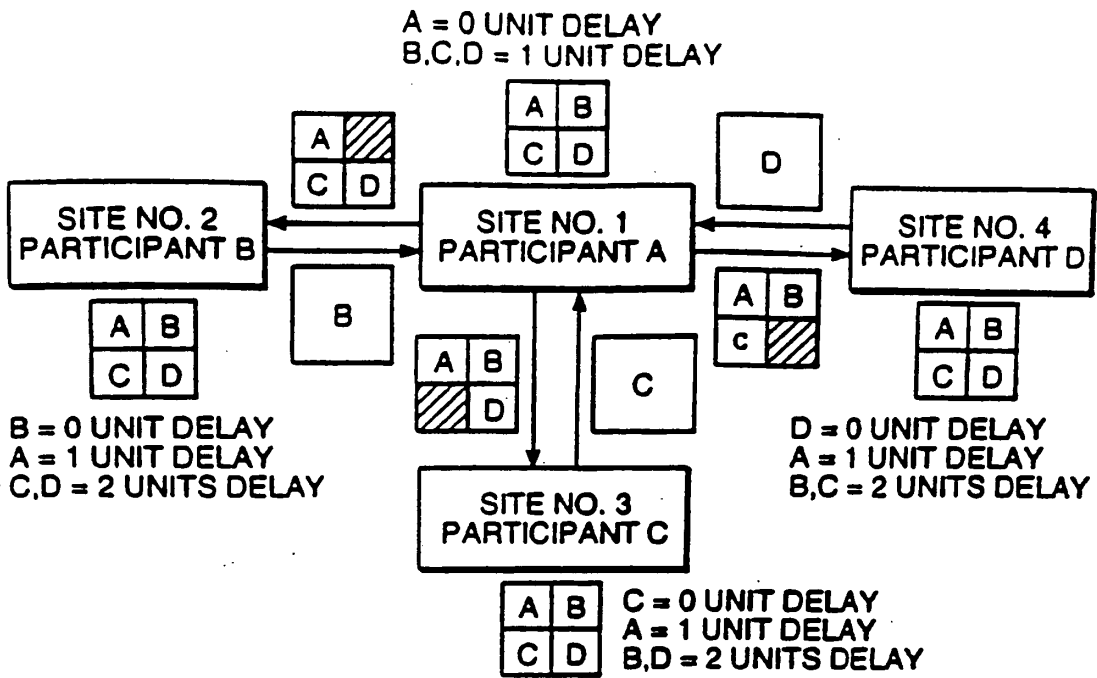 A = 0 UNIT DELAY
B,C,D = 1 UNIT DELAY
A B
C D
A
C D
D
SITE NO. 2
PARTICIPANT B
SITE NO. 1
PARTICIPANT A
SITE NO. 4
PARTICIPANT D
B
A B
C
A B
C D
A B
D
C
A B
C D
B = 0 UNIT DELAY
A = 1 UNIT DELAY
C,D = 2 UNITS DELAY
D = 0 UNIT DELAY
A = 1 UNIT DELAY
B,C = 2 UNITS DELAY
SITE NO. 3
PARTICIPANT C
A B
C D
C = 0 UNIT DELAY
A = 1 UNIT DELAY
B,D = 2 UNITS DELAY